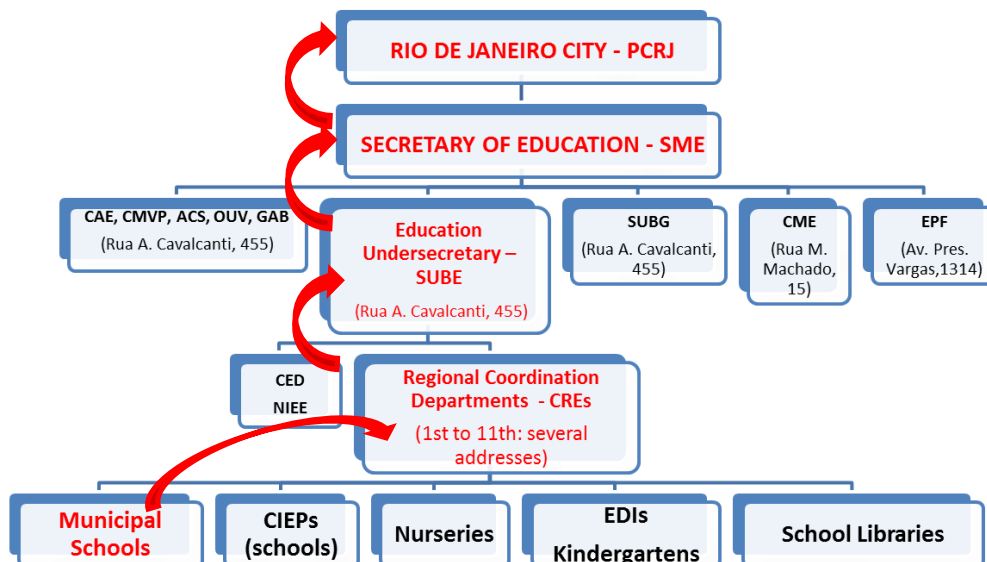 RIO DE JANEIRO CITY - PCRJ
SECRETARY OF EDUCATION - SME
CAE, CMVP, ACS, OUV, GAB
(Rua A. Cavalcanti, 455)
Education
Undersecretary –
SUBE
(Rua A. Cavalcanti, 455)
SUBG
(Rua A. Cavalcanti,
455)
CME
(Rua M.
Machado,
15)
EPF
(Av. Pres.
Vargas,1314)
CED
NIEE
Regional Coordination
Departments  - CREs
(1st to 11th: several
addresses)
Municipal
Schools
CIEPs
(schools)
Nurseries
EDIs
Kindergartens
School Libraries